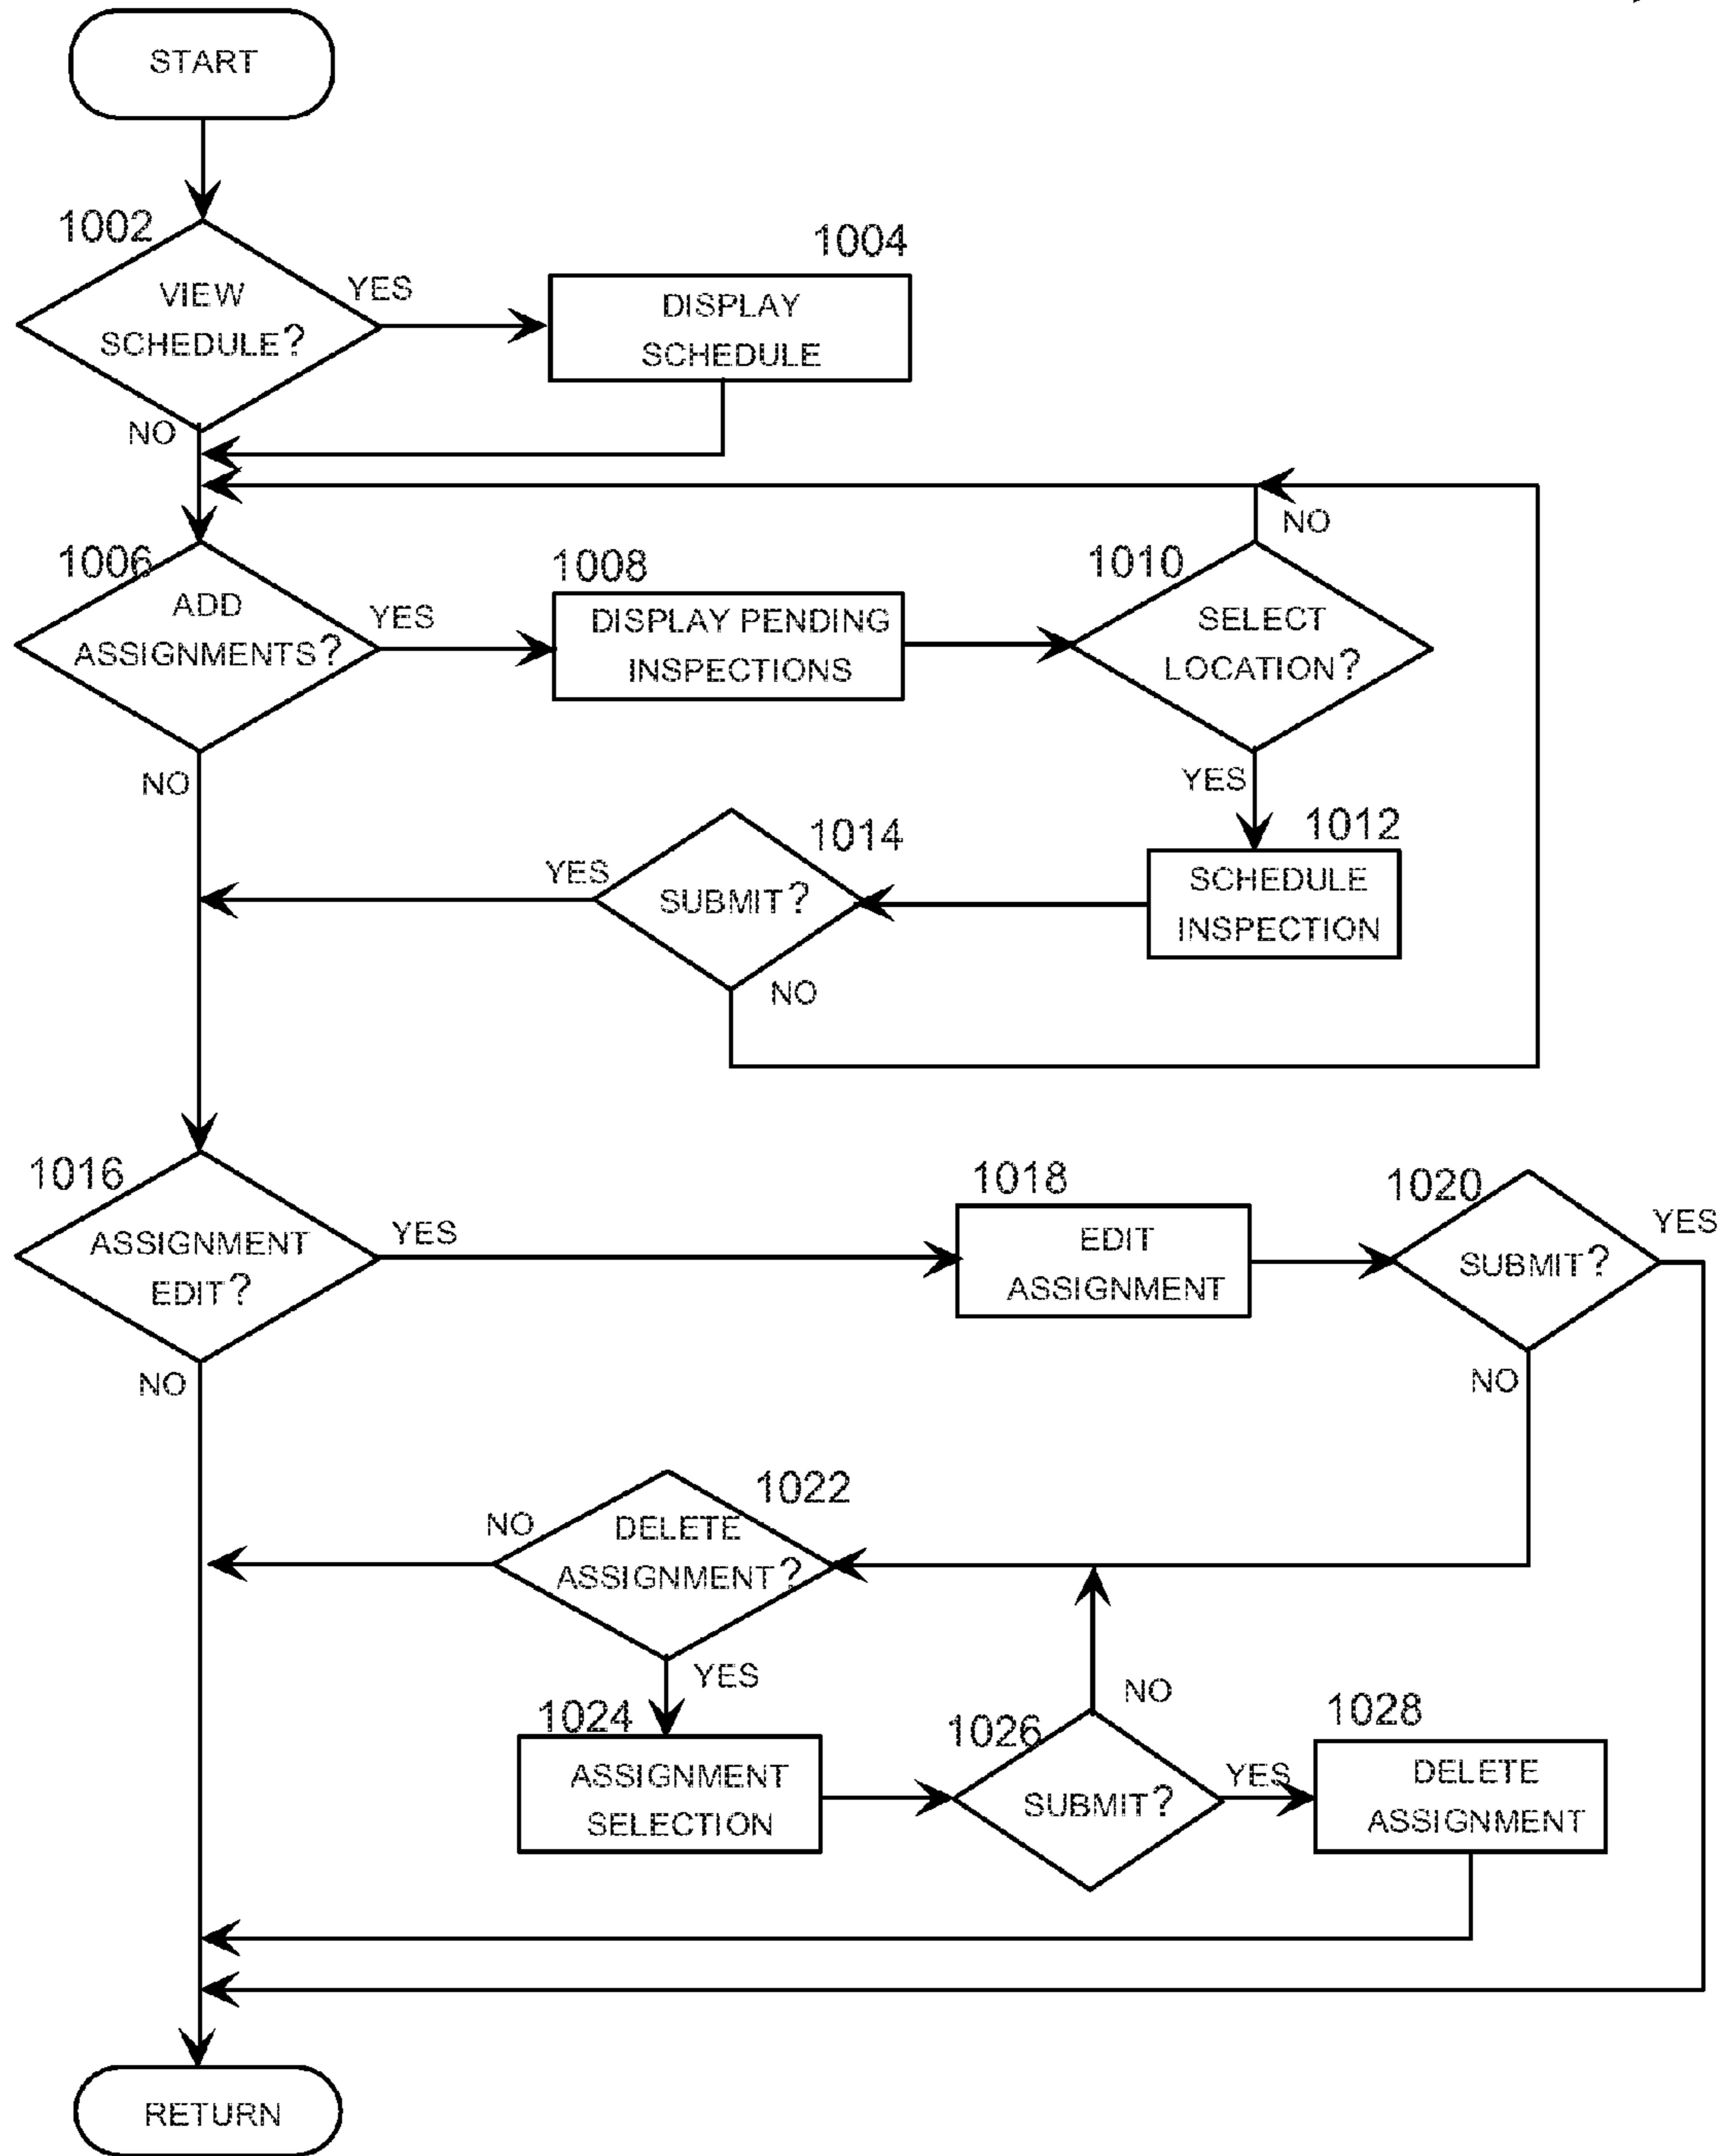 START
1002
VIEW
SCHEDULE?
YES
NO
1004
DISPLAY
SCHEDULE
1006
ADD
ASSIGNMENTS?
YES
NO
1008
DISPLAY PENDING
INSPECTIONS
1010
SELECT
LOCATION?
NO
YES
1012
SCHEDULE
INSPECTION
1014
SUBMIT?
YES
NO
1016
ASSIGNMENT
EDIT?
YES
NO
1018
EDIT
ASSIGNMENT
1020
SUBMIT?
YES
NO
1022
DELETE
ASSIGNMENT?
NO
YES
1024
ASSIGNMENT
SELECTION
1026
SUBMIT?
NO
YES
1028
DELETE
ASSIGNMENT
RETURN